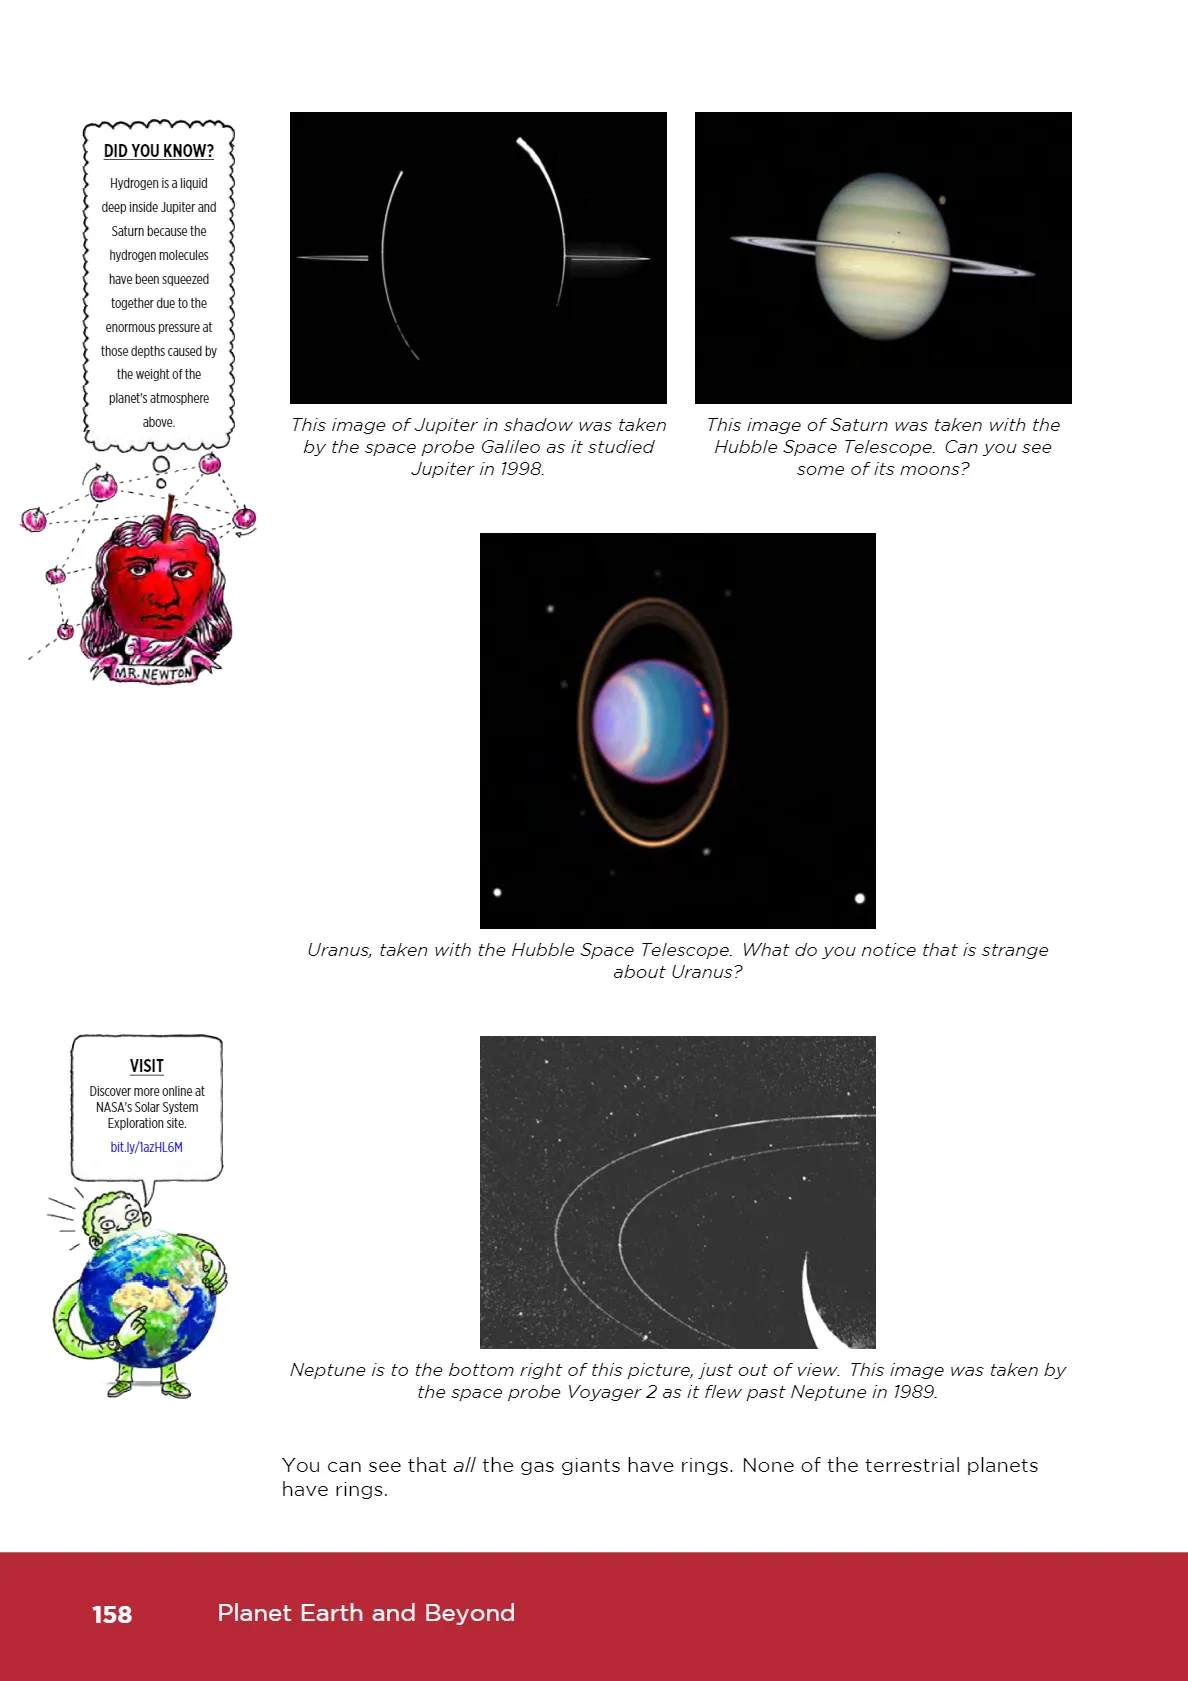 DID YOU KNOW?
Hydrogen is a liquid
deep inside Jupiter and
Saturn because the
hydrogen molecules
have been squeezed
together due to the
enormous pressure at
those depths caused by
the weight of the
planet's atmosphere
above.
MR. NEWTON
This image of Jupiter in shadow was taken
by the space probe Galileo as it studied
Jupiter in 1998.
This image of Saturn was taken with the
Hubble Space Telescope. Can you see
some of its moons?
Uranus, taken with the Hubble Space Telescope. What do you notice that is strange
about Uranus?
VISIT
Discover more online at
NASA's Solar System
Exploration site.
bit.ly/1azHL6M
Neptune is to the bottom right of this picture, just out of view. This image was taken by
the space probe Voyager 2 as it flew past Neptune in 1989.
You can see that all the gas giants have rings. None of the terrestrial planets
have rings.
158
Planet Earth and Beyond